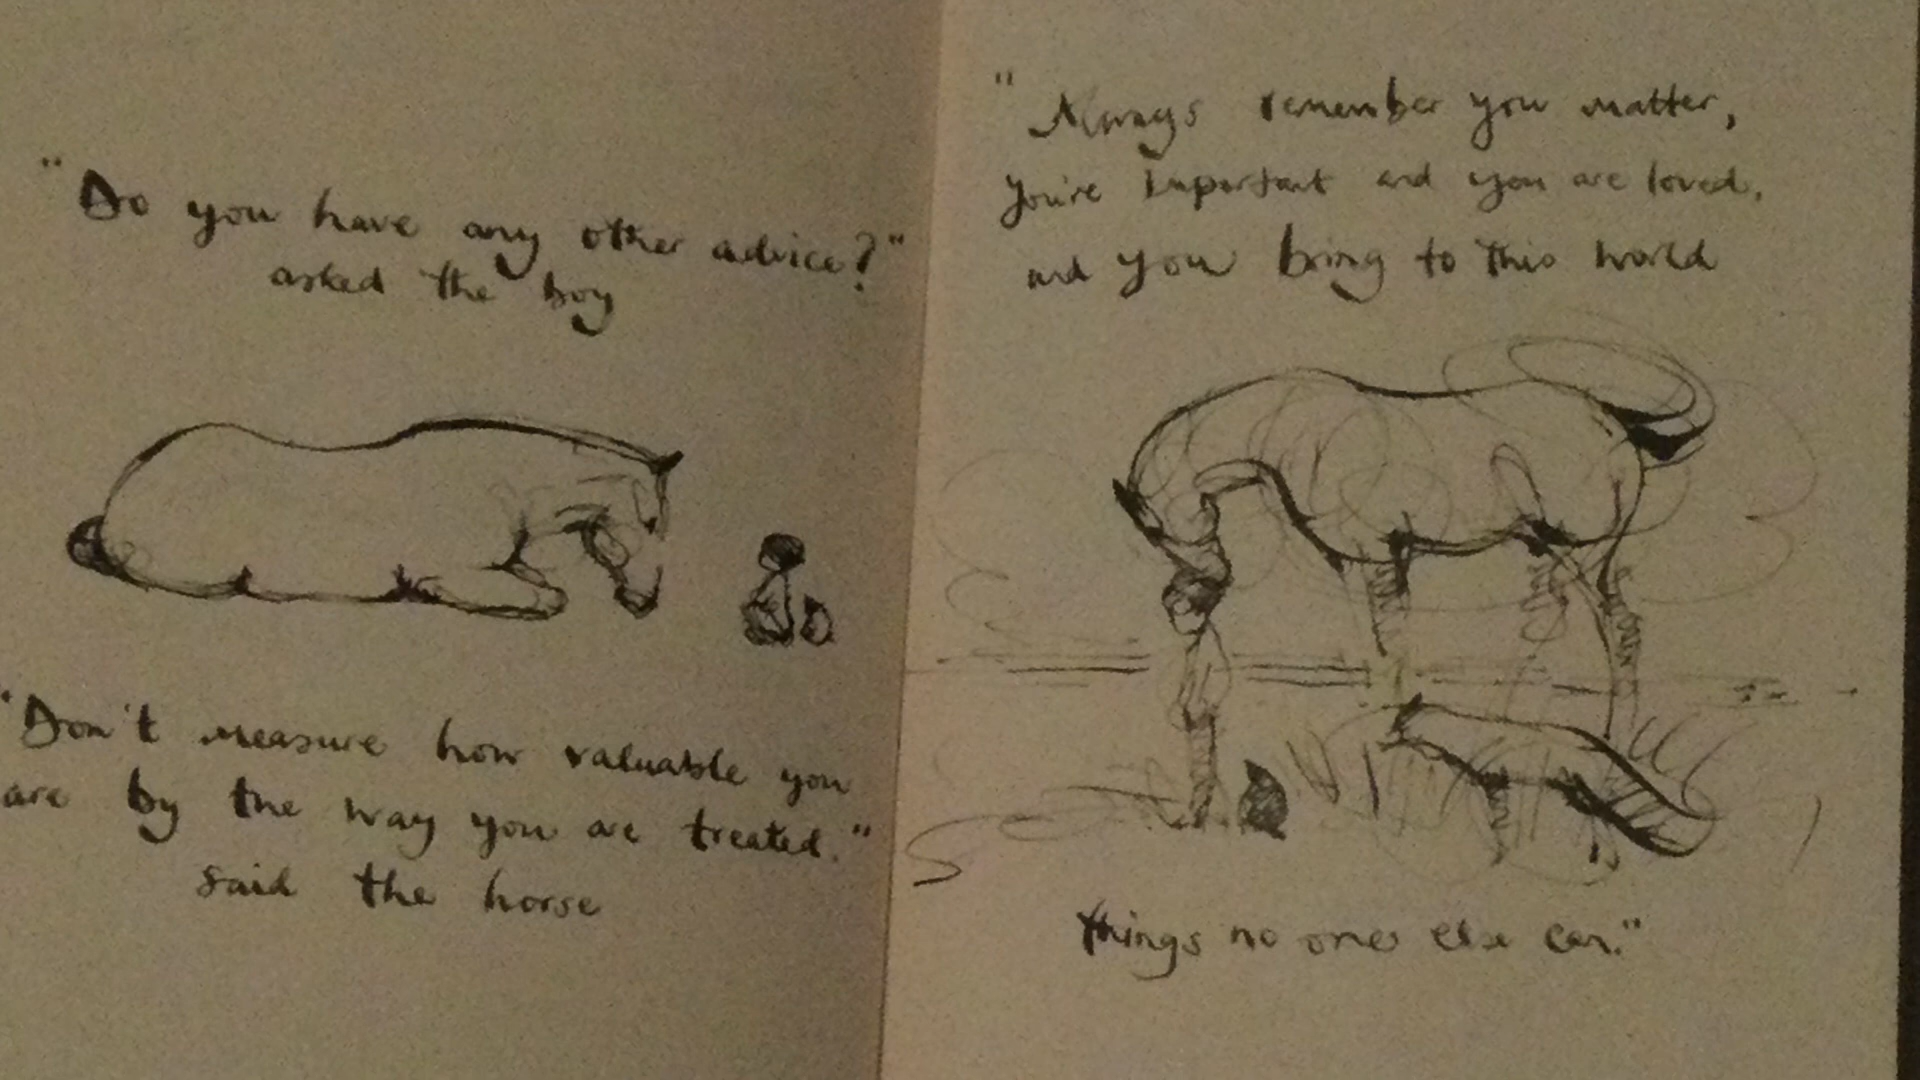 "Do you have any other advice?"
asked the boy
"Don't measure how valuable you
are by the way you are treated."
said the horse
"Always remember you matter,
you're important and you are loved,
and you bring to this world
things no one else can."